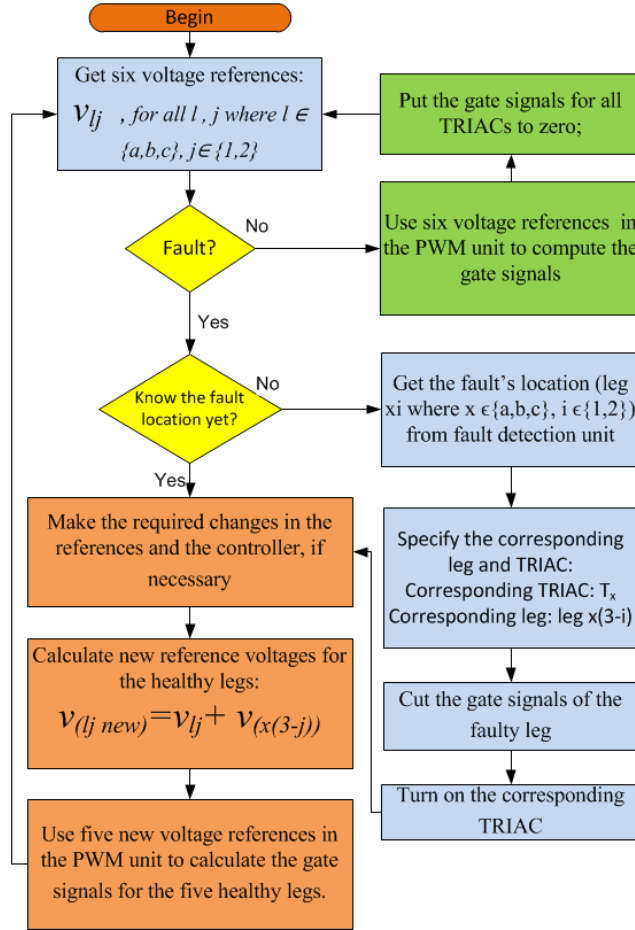 Begin
Get six voltage references:
v_{lj} , for all l , j where l ∈
{a,b,c}, j∈{1,2}
Put the gate signals for all
TRIACs to zero;
Fault?
No
Use six voltage references in
the PWM unit to compute the
gate signals
Yes
Know the fault
location yet?
No
Get the fault's location (leg
xi where x ϵ{a,b,c}, i ϵ{1,2})
from fault detection unit
Yes
Make the required changes in the
references and the controller, if
necessary
Specify the corresponding
leg and TRIAC:
Corresponding TRIAC: T_x
Corresponding leg: leg x(3-i)
Calculate new reference voltages for
the healthy legs:
v_{(lj new)}=v_{lj}+ v_{(x(3-j))}
Cut the gate signals of the
faulty leg
Turn on the corresponding
TRIAC
Use five new voltage references in
the PWM unit to calculate the gate
signals for the five healthy legs.